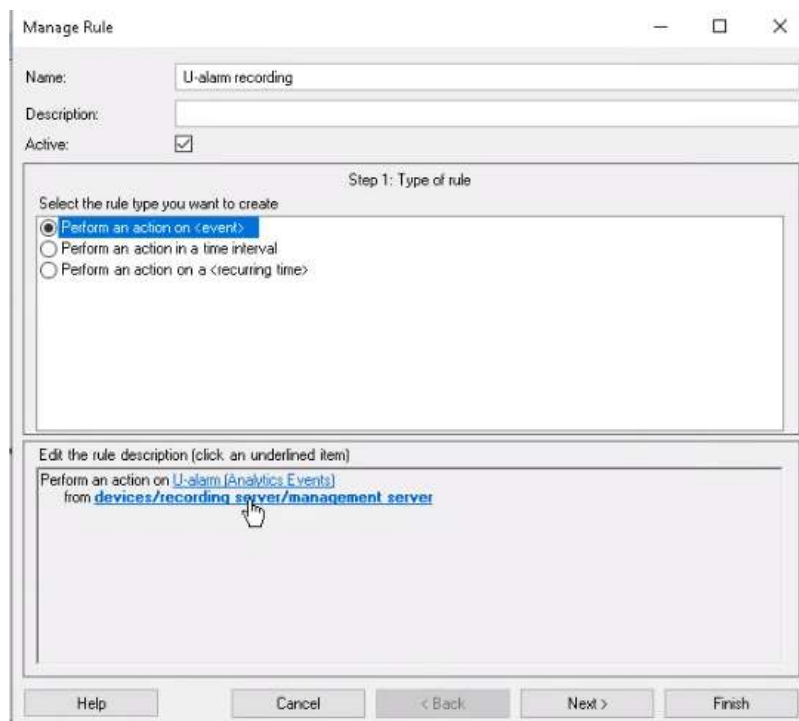 Manage Rule
Name:
U-alarm recording
Description:
Active:
Step 1: Type of rule
Select the rule type you want to create
Perform an action on <event>
Perform an action in a time interval
Perform an action on a <recurring time>
Edit the rule description (click an underlined item)
Perform an action on U-alarm (Analytics Events)
from devices/recording server/management server
Help
Cancel
< Back
Next >
Finish